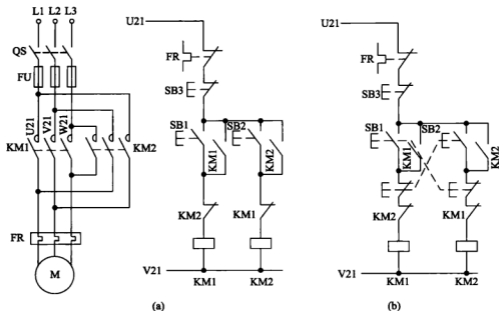 L1 L2 L3
QS
FU
U21
V21
W21
KM1
KM2
FR
M
U21
FR
SB3
SB1
SB2
KM1
KM2
KM2
KM1
V21
KM1
KM2
(a)
U21
FR
SB3
SB1
SB2
KM1
KM2
KM2
KM1
V21
KM1
KM2
(b)